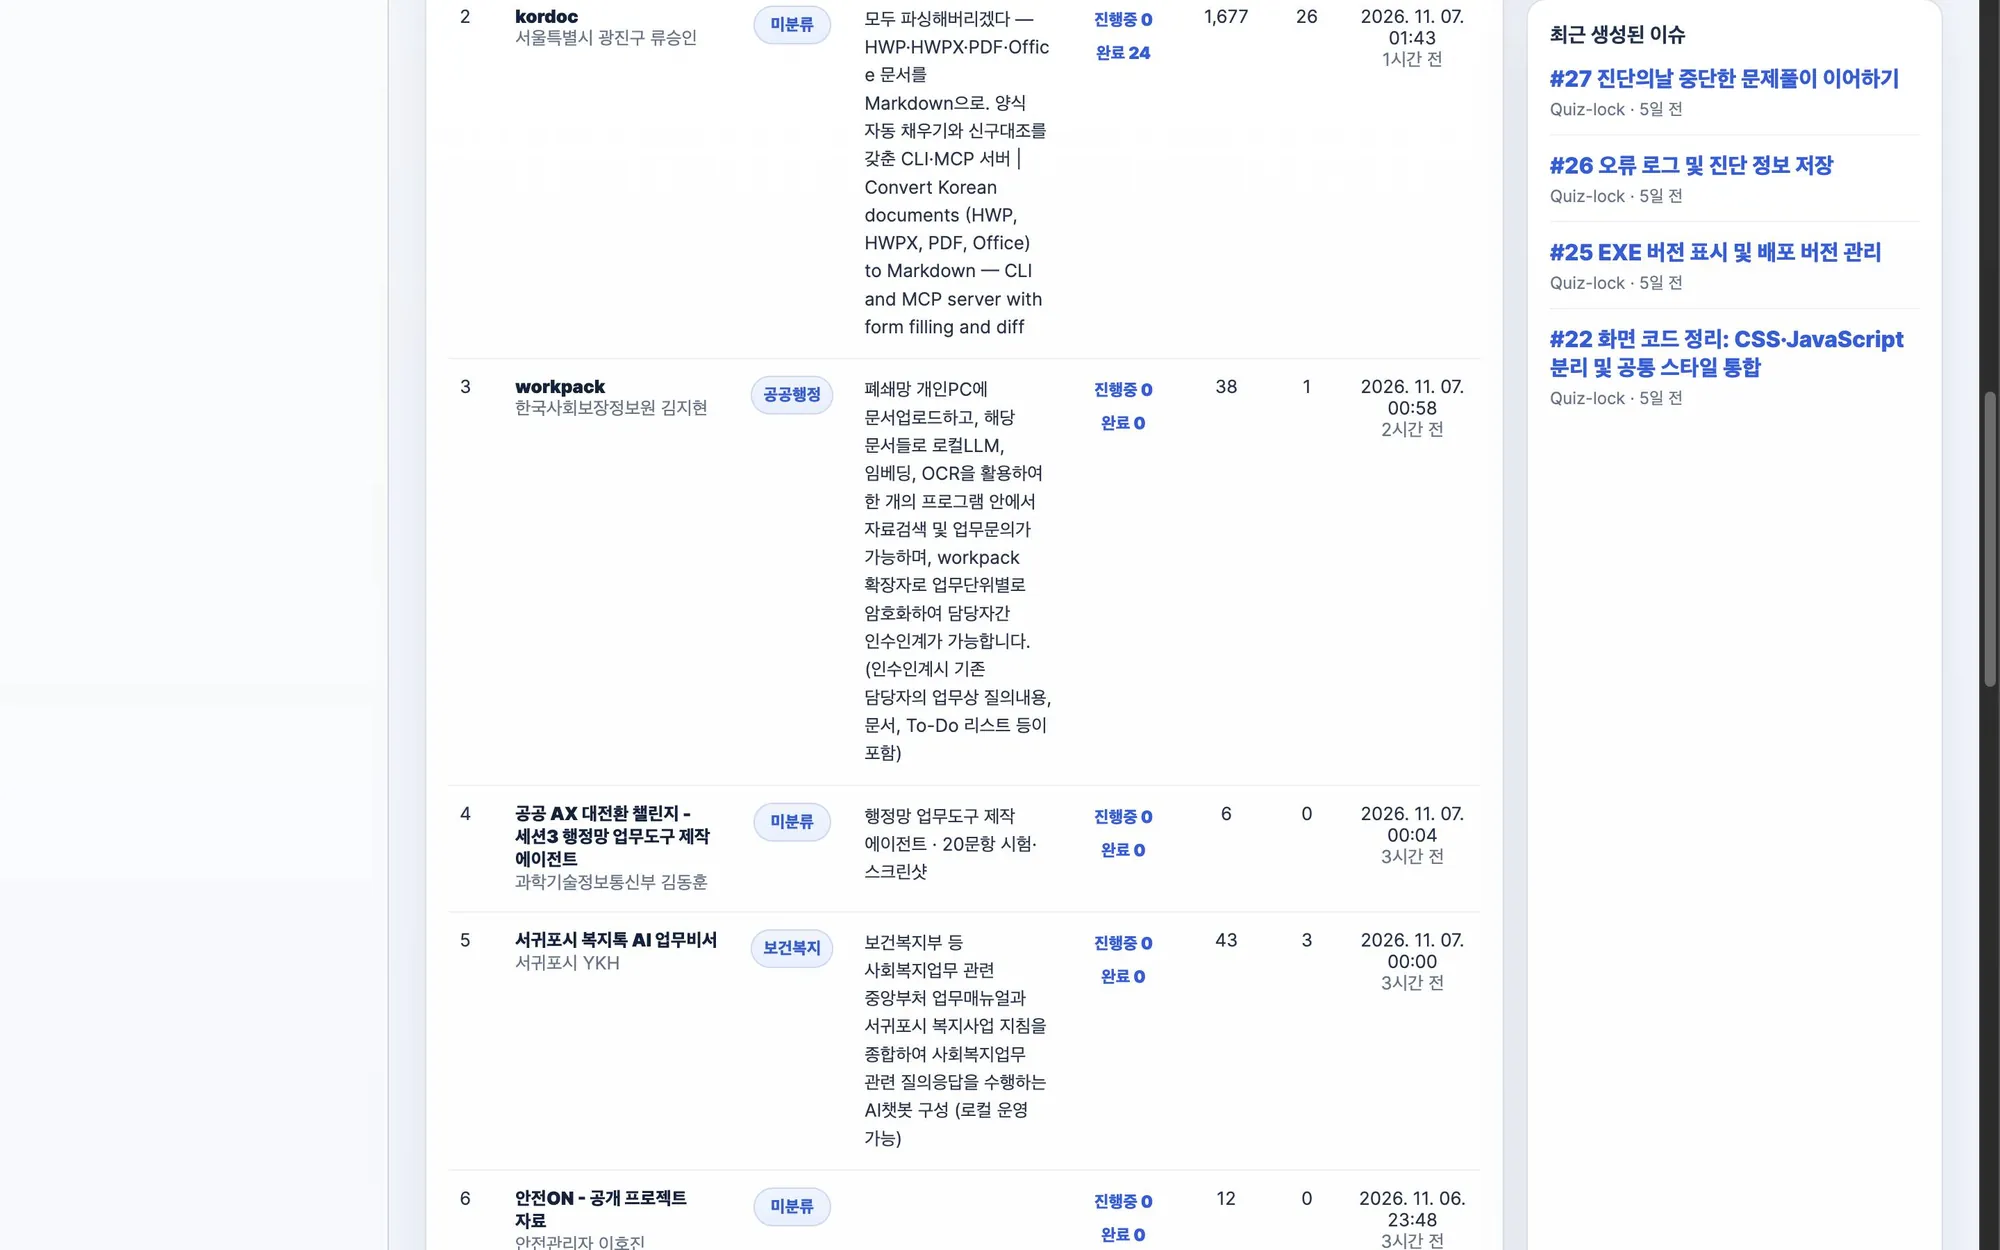 2
kordoc
서울특별시 광진구 류승인
미분류
모두 파싱해버리겠다 —
HWP·HWPX·PDF·Offic
e 문서를
Markdown으로. 양식
자동 채우기와 신구대조를
갖춘 CLI·MCP 서버 |
Convert Korean
documents (HWP,
HWPX, PDF, Office)
to Markdown — CLI
and MCP server with
form filling and diff
진행중 0
완료 24
1,677
26
2026. 11. 07.
01:43
1시간 전
3
workpack
한국사회보장정보원 김지현
공공행정
폐쇄망 개인PC에
문서업로드하고, 해당
문서들로 로컬LLM,
임베딩, OCR을 활용하여
한 개의 프로그램 안에서
자료검색 및 업무문의가
가능하며, workpack
확장자로 업무단위별로
암호화하여 담당자간
인수인계가 가능합니다.
(인수인계시 기존
담당자의 업무상 질의내용,
문서, To-Do 리스트 등이
포함)
진행중 0
완료 0
38
1
2026. 11. 07.
00:58
2시간 전
4
공공 AX 대전환 챌린지 -
세션3 행정망 업무도구 제작
에이전트
과학기술정보통신부 김동훈
미분류
행정망 업무도구 제작
에이전트 · 20문항 시험·
스크린샷
진행중 0
완료 0
6
0
2026. 11. 07.
00:04
3시간 전
5
서귀포시 복지톡 AI 업무비서
서귀포시 YKH
보건복지
보건복지부 등
사회복지업무 관련
중앙부처 업무매뉴얼과
서귀포시 복지사업 지침을
종합하여 사회복지업무
관련 질의응답을 수행하는
AI챗봇 구성 (로컬 운영
가능)
진행중 0
완료 0
43
3
2026. 11. 07.
00:00
3시간 전
6
안전ON - 공개 프로젝트
자료
안전관리자 이호진
미분류
진행중 0
완료 0
12
0
2026. 11. 06.
23:48
3시간 전
최근 생성된 이슈
#27 진단의날 중단한 문제풀이 이어하기
Quiz-lock · 5일 전
#26 오류 로그 및 진단 정보 저장
Quiz-lock · 5일 전
#25 EXE 버전 표시 및 배포 버전 관리
Quiz-lock · 5일 전
#22 화면 코드 정리: CSS·JavaScript
분리 및 공통 스타일 통합
Quiz-lock · 5일 전